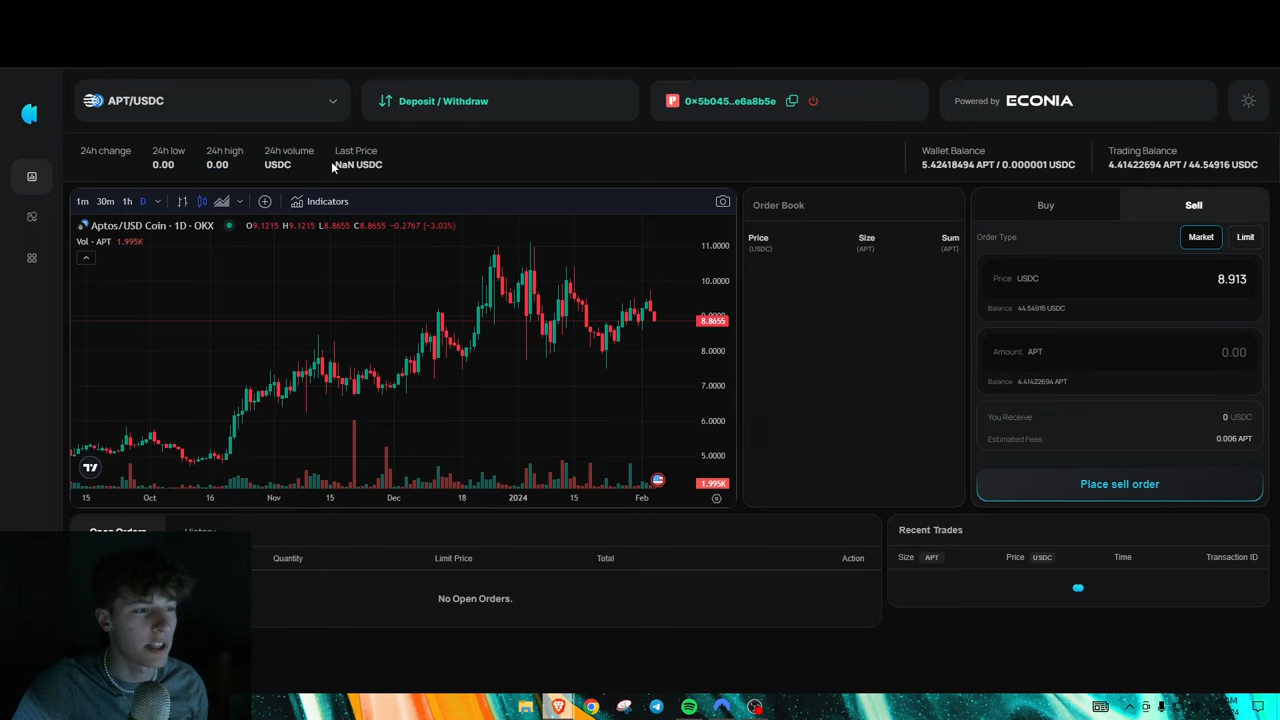 APT/USDC
Deposit / Withdraw
0x5b045..e6a8b5e
Powered by ECONIA
24h change
24h low
0.00
24h high
0.00
24h volume
USDC
Last Price
NaN USDC
Wallet Balance
5.42418494 APT / 0.000001 USDC
Trading Balance
4.41422694 APT / 44.54916 USDC
1m 30m 1h D Indicators
Aptos/USD Coin · 1D · OKX O9.1215 H9.1215 L8.8655 C8.8655 -0.2767 (-3.03%)
Vol · APT 1.995K
11.0000
10.0000
8.8655
8.0000
7.0000
6.0000
5.0000
1.995K
15 Oct 16 Nov 15 Dec 18 2024 15 Feb
Order Book
Price Size Sum
(USDC) (APT) (APT)
Buy Sell
Order Type Market Limit
Price USDC 8.913
Balance 44.54916 USDC
Amount APT 0.00
Balance 4.41422694 APT
You Receive 0 USDC
Estimated Fees 0.006 APT
Place sell order
Open Orders History
Quantity Limit Price Total Action
No Open Orders.
Recent Trades
Size APT Price USDC Time Transaction ID